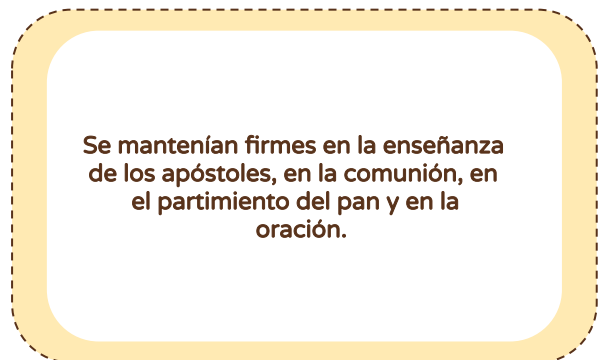 Se mantenían firmes en la enseñanza
de los apóstoles, en la comunión, en
el partimiento del pan y en la
oración.